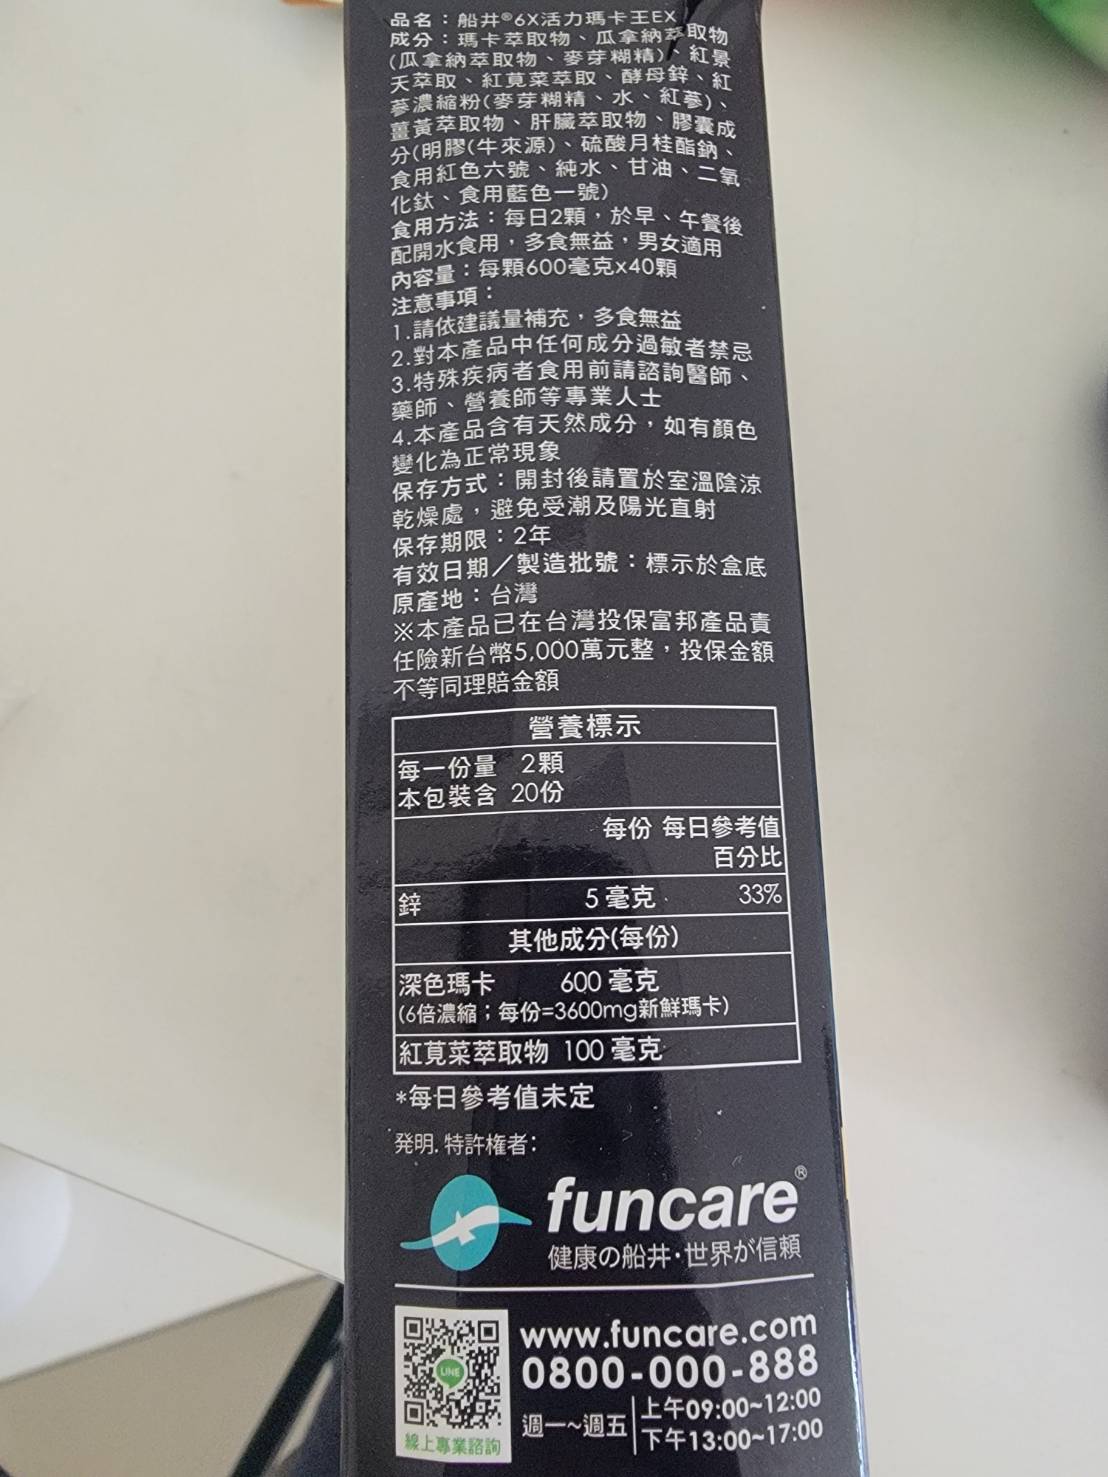 品名：船井®6X活力瑪卡王EX
成分：瑪卡萃取物、瓜拿納萃取物
(瓜拿納萃取物、麥芽糊精)、紅景
天萃取、紅莧菜萃取、酵母鋅、紅
蔘濃縮粉(麥芽糊精、水、紅蔘)、
薑黃萃取物、肝臟萃取物、膠囊成
分(明膠(牛來源)、硫酸月桂酯鈉、
食用紅色六號、純水、甘油、二氧
化鈦、食用藍色一號)
食用方法：每日2顆，於早、午餐後
配開水食用，多食無益，男女適用
內容量：每顆600毫克x40顆
注意事項：
1.請依建議量補充，多食無益
2.對本產品中任何成分過敏者禁忌
3.特殊疾病者食用前請諮詢醫師、
藥師、營養師等專業人士
4.本產品含有天然成分，如有顏色
變化為正常現象
保存方式：開封後請置於室溫陰涼
乾燥處，避免受潮及陽光直射
保存期限：2年
有效日期／製造批號：標示於盒底
原產地：台灣
※本產品已在台灣投保富邦產品責
任險新台幣5,000萬元整，投保金額
不等同理賠金額
營養標示
每一份量 2顆
本包裝含 20份
每份 每日參考值
百分比
鋅 5 毫克 33%
其他成分(每份)
深色瑪卡 600 毫克
(6倍濃縮；每份=3600mg新鮮瑪卡)
紅莧菜萃取物 100 毫克
*每日參考值未定
発明.特許権者：
funcare®
健康の船井·世界が信頼
www.funcare.com
0800-000-888
週一~週五 上午09:00~12:00
下午13:00~17:00
LINE
線上專業諮詢